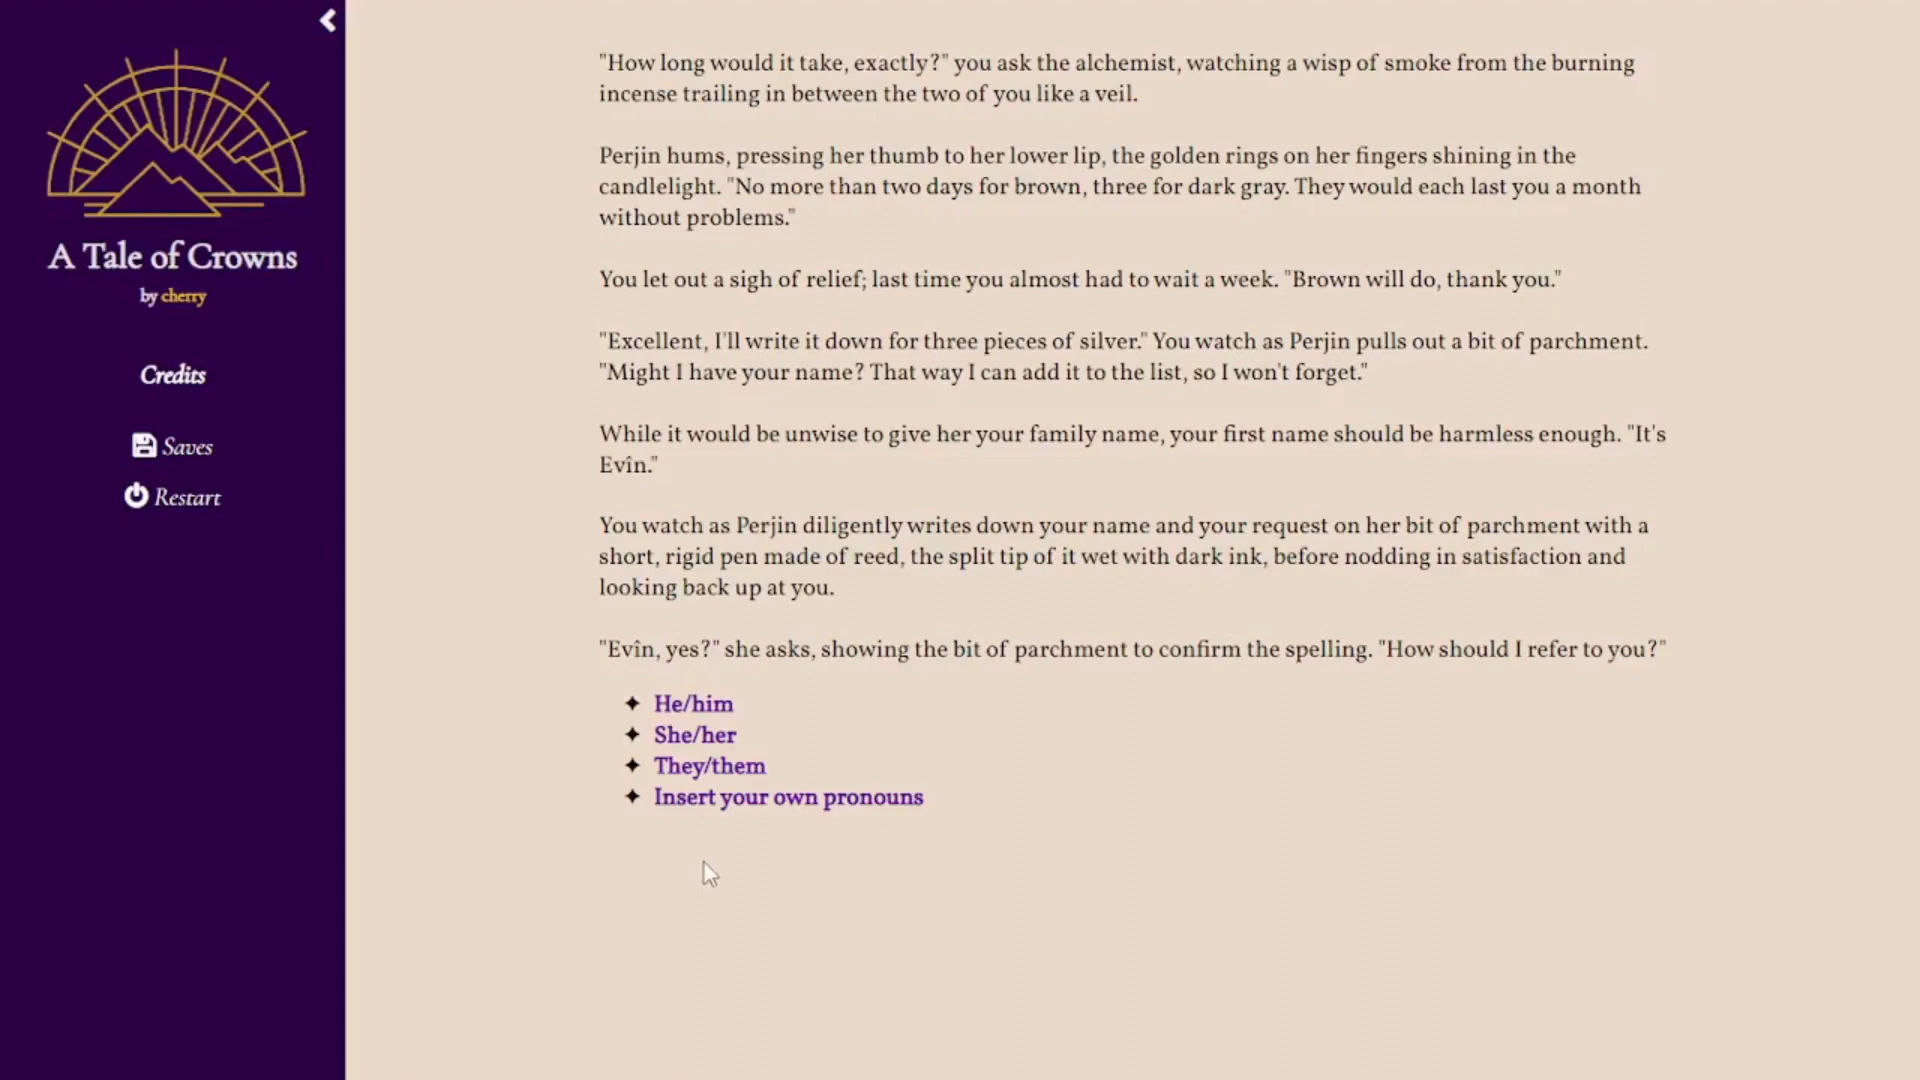 A Tale of Crowns
by cherry
Credits
Saves
Restart
"How long would it take, exactly?" you ask the alchemist, watching a wisp of smoke from the burning
incense trailing in between the two of you like a veil.
Perjin hums, pressing her thumb to her lower lip, the golden rings on her fingers shining in the
candlelight. "No more than two days for brown, three for dark gray. They would each last you a month
without problems."
You let out a sigh of relief; last time you almost had to wait a week. "Brown will do, thank you."
"Excellent, I'll write it down for three pieces of silver." You watch as Perjin pulls out a bit of parchment.
"Might I have your name? That way I can add it to the list, so I won't forget."
While it would be unwise to give her your family name, your first name should be harmless enough. "It's
Evîn."
You watch as Perjin diligently writes down your name and your request on her bit of parchment with a
short, rigid pen made of reed, the split tip of it wet with dark ink, before nodding in satisfaction and
looking back up at you.
"Evîn, yes?" she asks, showing the bit of parchment to confirm the spelling. "How should I refer to you?"
He/him
She/her
They/them
Insert your own pronouns